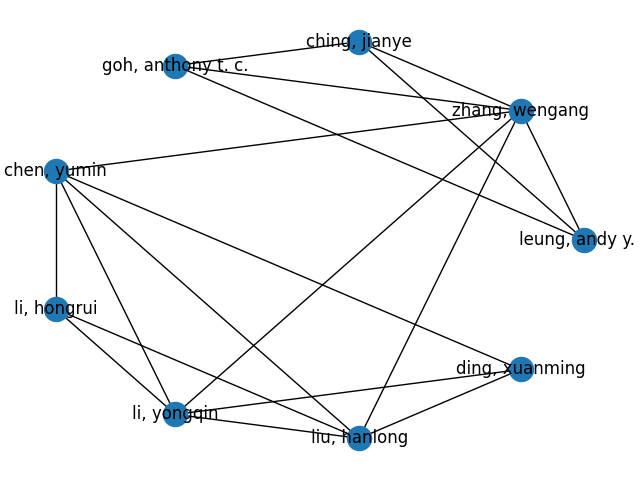 ching, jianye
goh, anthony t. c.
zhang, wengang
chen, yumin
leung, andy y.
li, hongrui
ding, xuanming
li, yongqin
liu, hanlong